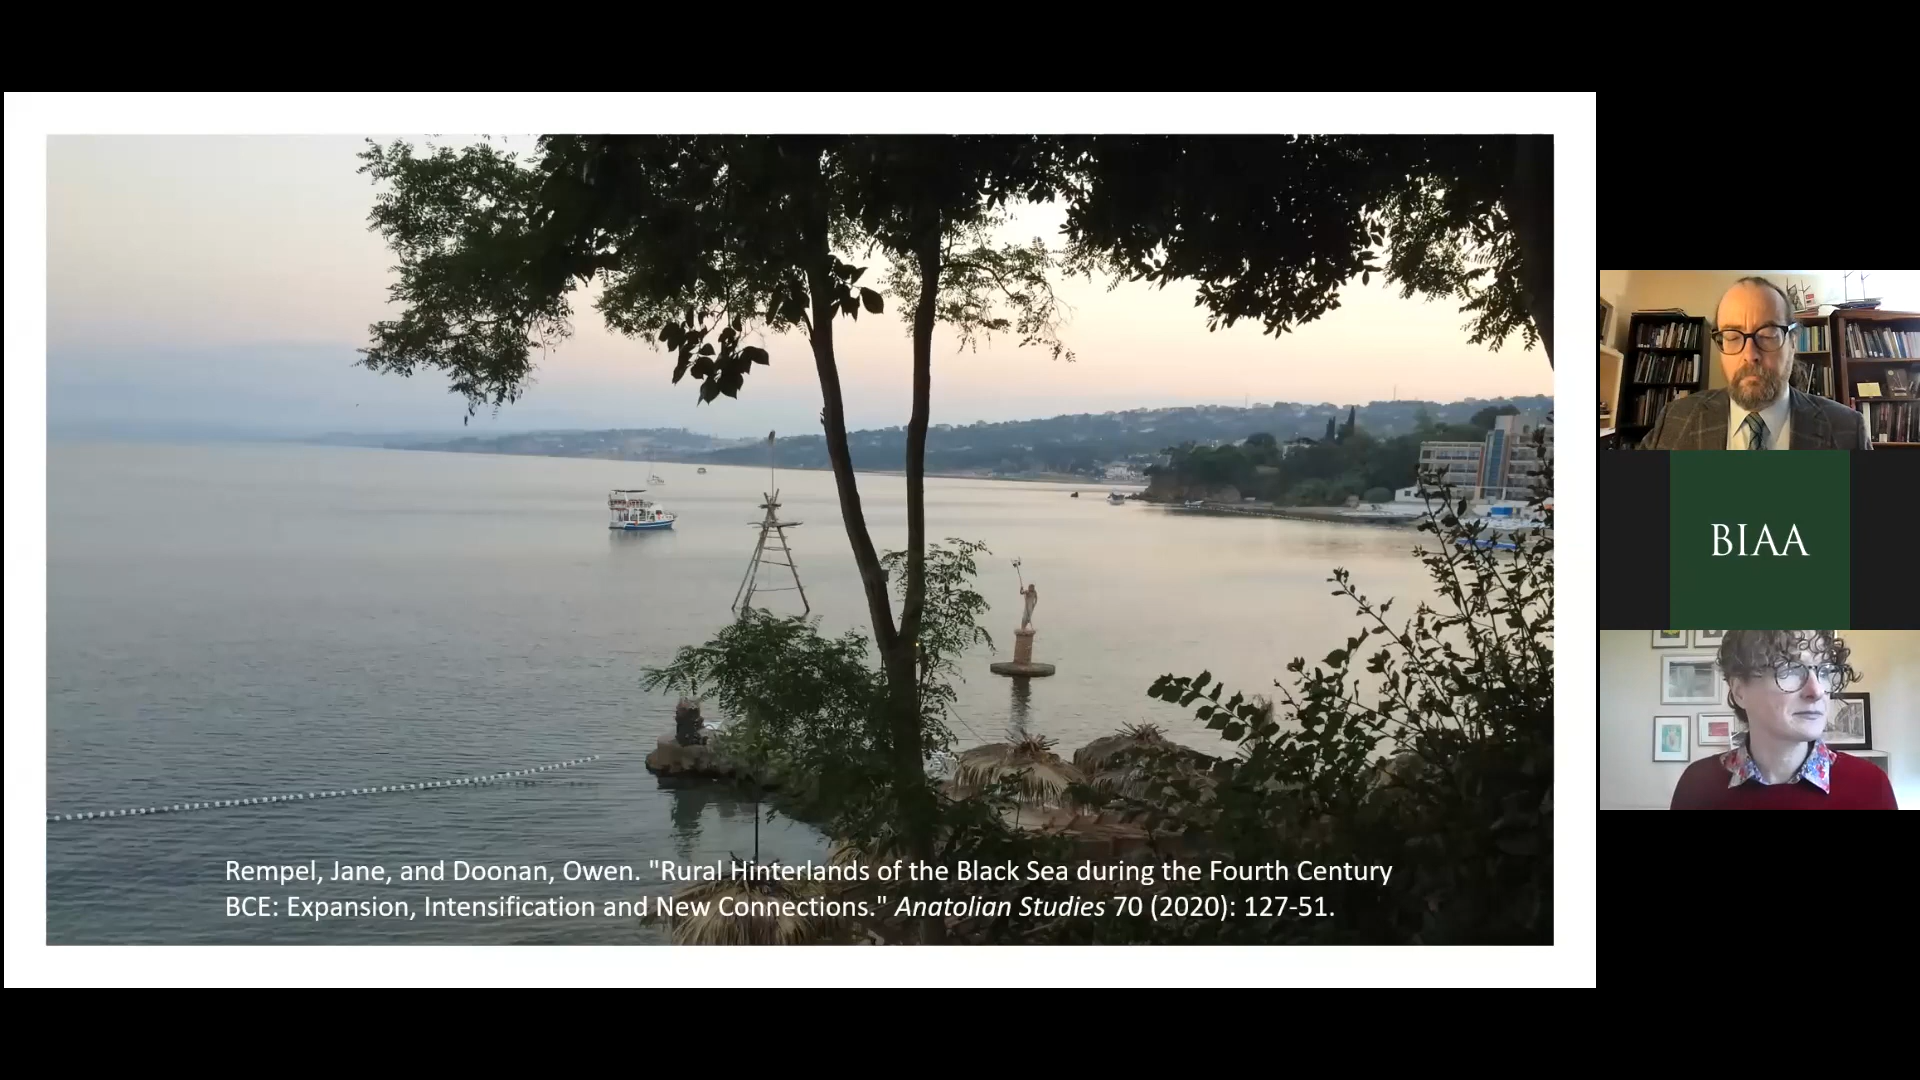 Rempel, Jane, and Doonan, Owen. "Rural Hinterlands of the Black Sea during the Fourth Century
BCE: Expansion, Intensification and New Connections." Anatolian Studies 70 (2020): 127-51.
BIAA